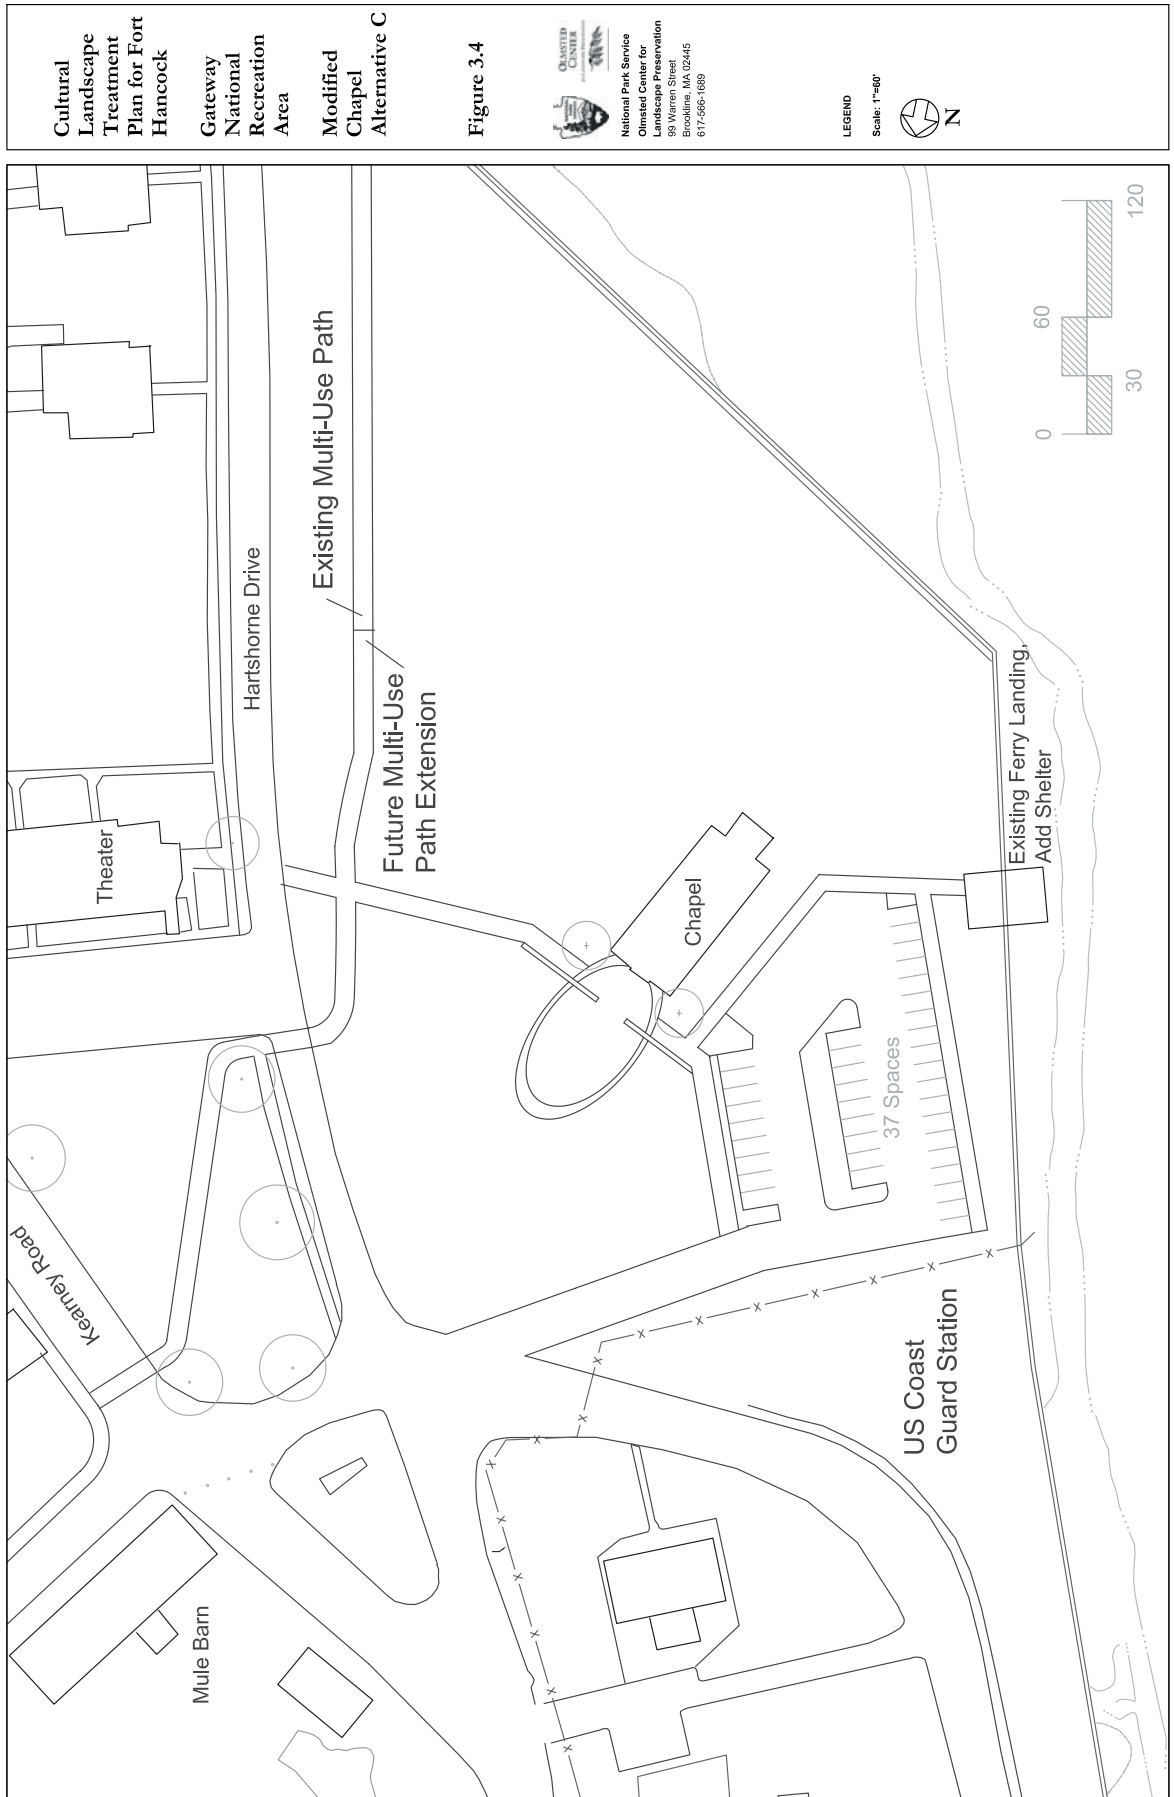 Cultural
Landscape
Treatment
Plan for Fort
Hancock
Gateway
National
Recreation
Area
Modified
Chapel
Alternative C
Figure 3.4
OLMSTED
CENTER
National Park Service
Olmsted Center for
Landscape Preservation
99 Warren Street
Brookline, MA 02445
617-566-1689
LEGEND
Scale: 1"=60'
N
Hartshorne Drive
Existing Multi-Use Path
Future Multi-Use
Path Extension
Theater
Chapel
Existing Ferry Landing,
Add Shelter
37 Spaces
Kearney Road
US Coast
Guard Station
Mule Barn
0
30
60
120